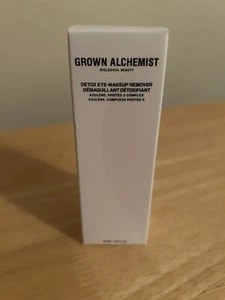 GROWN ALCHEMIST
BIOLOGICAL BEAUTY
DETOX EYE-MAKEUP REMOVER
DÉMAQUILLANT DÉTOXIFIANT
AZULENE, PROTEC-3 COMPLEX
AZULÈNE, COMPLEXE PROTEC-3